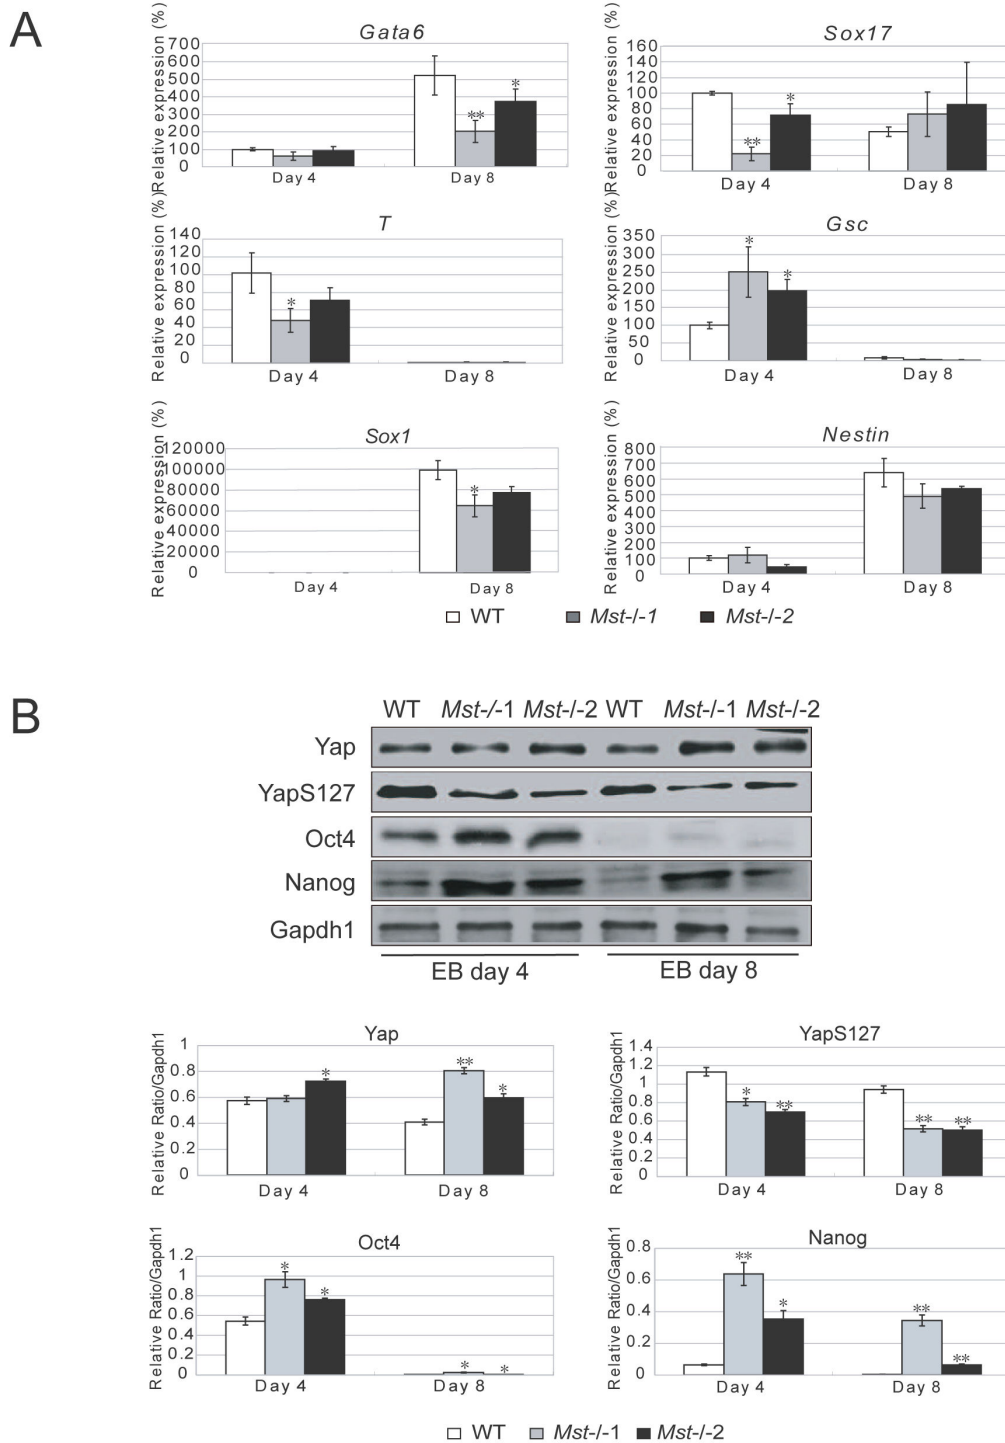 A
Gata6
Relative expression (%)
700
600
500
400
300
200
100
0
**
*
Day 4
Day 8
Sox17
Relative expression (%)
160
140
120
100
80
60
40
20
0
**
*
Day 4
Day 8
T
Relative expression (%)
140
120
100
80
60
40
20
0
*
Day 4
Day 8
Gsc
Relative expression (%)
350
300
250
200
150
100
50
0
*
*
Day 4
Day 8
Sox1
Relative expression (%)
120000
100000
80000
60000
40000
20000
0
*
Day 4
Day 8
Nestin
Relative expression (%)
800
700
600
500
400
300
200
100
0
Day 4
Day 8
WT Mst-/-1 Mst-/-2
B
WT Mst-/-1 Mst-/-2 WT Mst-/-1 Mst-/-2
Yap
YapS127
Oct4
Nanog
Gapdh1
EB day 4 EB day 8
Yap
Relative Ratio/Gapdh1
1
0.8
0.6
0.4
0.2
0
*
**
*
Day 4
Day 8
YapS127
Relative Ratio/Gapdh1
1.4
1.2
1
0.8
0.6
0.4
0.2
0
*
**
**
**
Day 4
Day 8
Oct4
Relative Ratio/Gapdh1
1.2
1
0.8
0.6
0.4
0.2
0
*
*
*
*
Day 4
Day 8
Nanog
Relative Ratio/Gapdh1
0.8
0.6
0.4
0.2
0
**
*
**
**
Day 4
Day 8
WT Mst-/-1 Mst-/-2